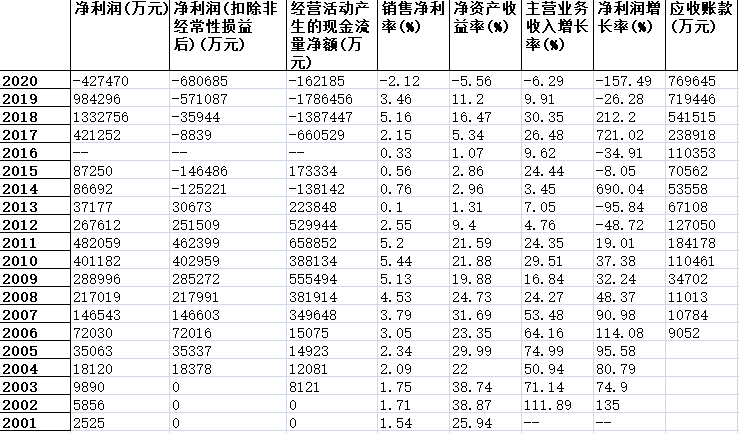 净利润(万元) 净利润(扣除非经常性损益后)(万元) 经营活动产生的现金流量净额(万元) 销售净利率(%) 净资产收益率(%) 主营业务收入增长率(%) 净利润增长率(%) 应收账款(万元)
2020 -427470 -680685 -162185 -2.12 -5.56 -6.29 -157.49 769645
2019 984296 -571087 -1786456 3.46 11.2 9.91 -26.28 719446
2018 1332756 -35944 -1387447 5.16 16.47 30.35 212.2 541515
2017 421252 -8839 -660529 2.15 5.34 26.48 721.02 238918
2016 -- -- -- 0.33 1.07 9.62 -34.91 110353
2015 87250 -146486 173334 0.56 2.86 24.44 -8.05 70562
2014 86692 -125221 -138142 0.76 2.96 3.45 690.04 53558
2013 37177 30673 223848 0.1 1.31 7.05 -95.84 67108
2012 267612 251509 529944 2.55 9.4 4.76 -48.72 127050
2011 482059 462399 658852 5.2 21.59 24.35 19.01 184178
2010 401182 402959 388134 5.44 21.88 29.51 37.38 110461
2009 288996 285272 555494 5.13 19.88 16.84 32.24 34702
2008 217019 217991 381914 4.53 24.73 24.27 48.37 11013
2007 146543 146603 349648 3.79 31.69 53.48 90.98 10784
2006 72030 72016 15075 3.05 23.35 64.16 114.08 9052
2005 35063 35337 14923 2.34 29.99 74.99 95.58
2004 18120 18378 12081 2.09 22 50.94 80.79
2003 9890 0 8121 1.75 38.74 71.14 74.9
2002 5856 0 0 1.71 38.87 111.89 135
2001 2525 0 0 1.54 25.94 -- --